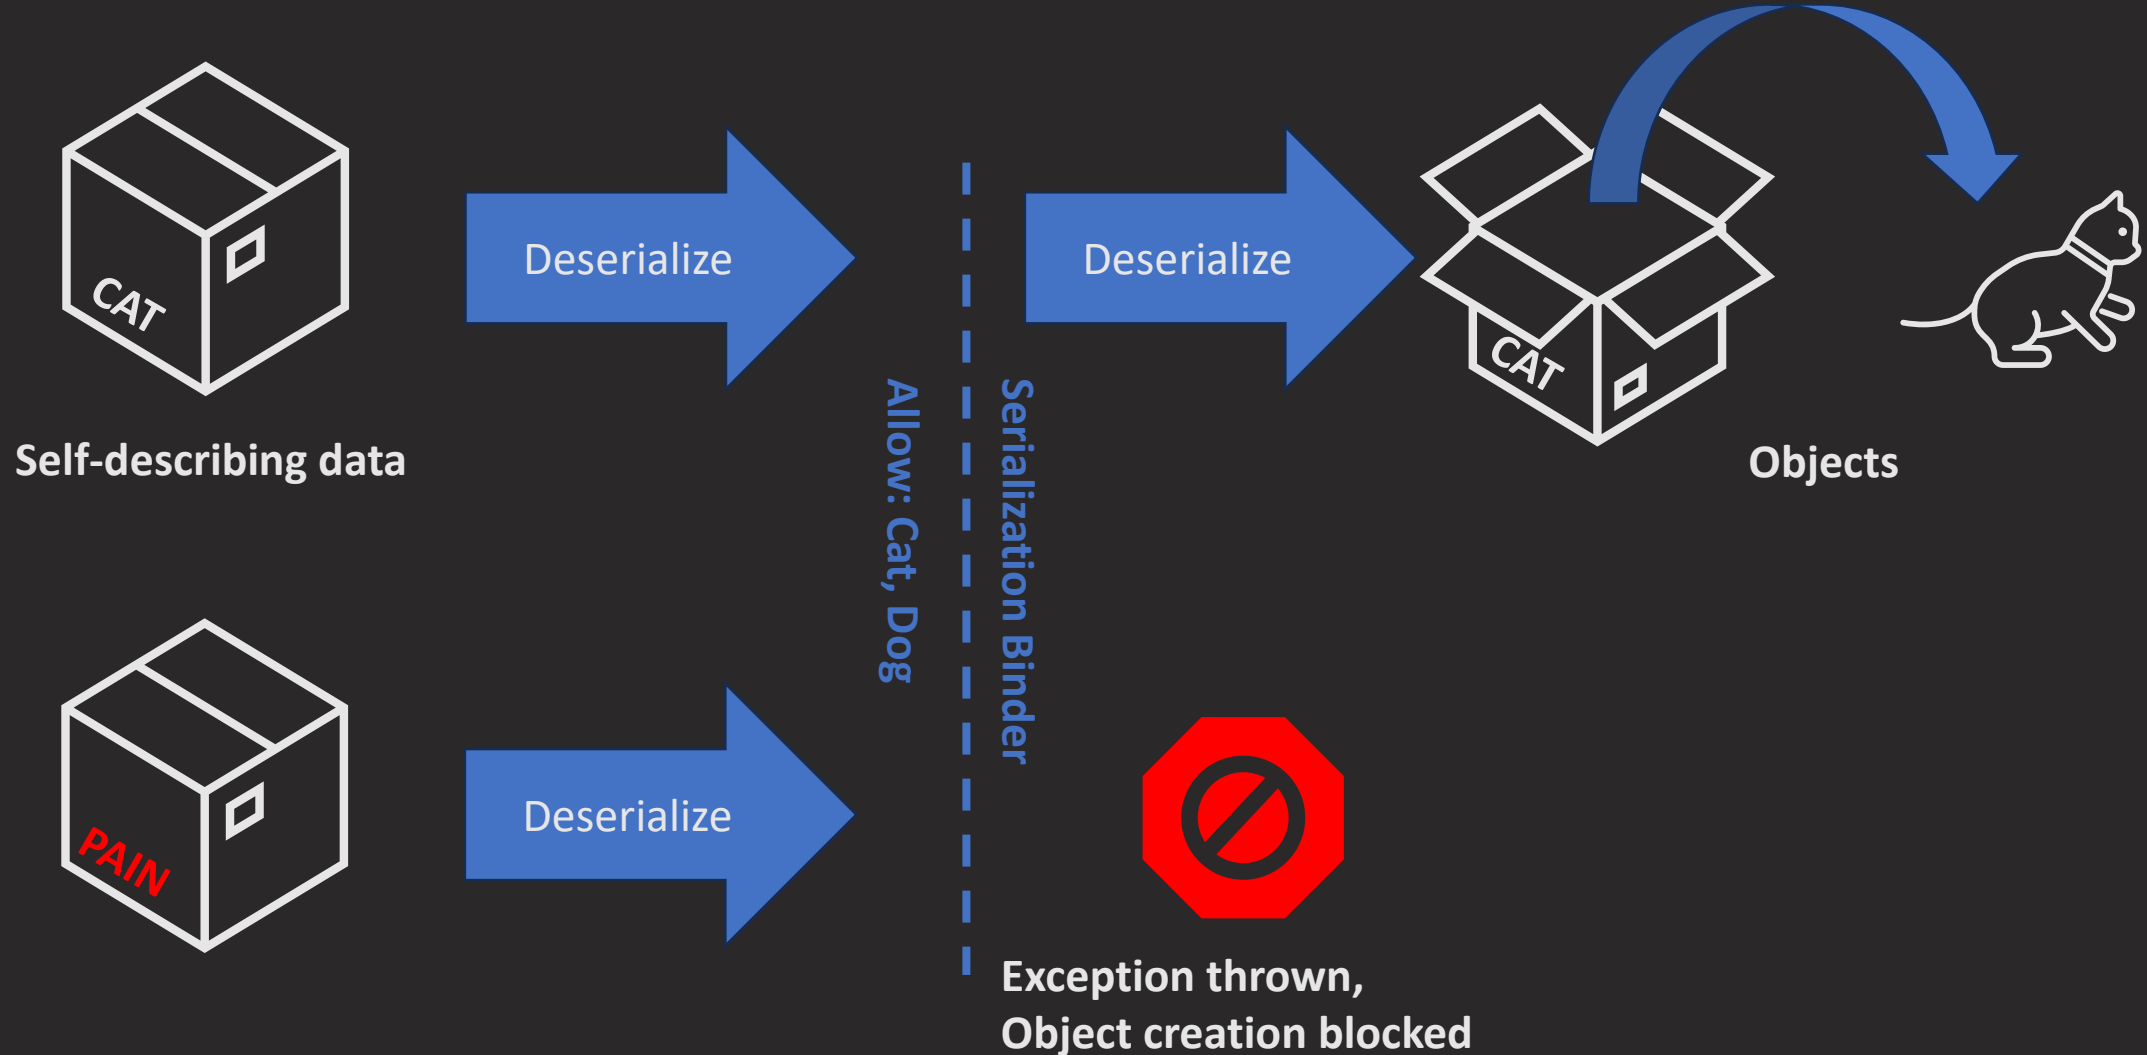 CAT
Self-describing data
Deserialize
Deserialize
CAT
Objects
Allow: Cat, Dog
Serialization Binder
PAIN
Deserialize
Exception thrown,
Object creation blocked